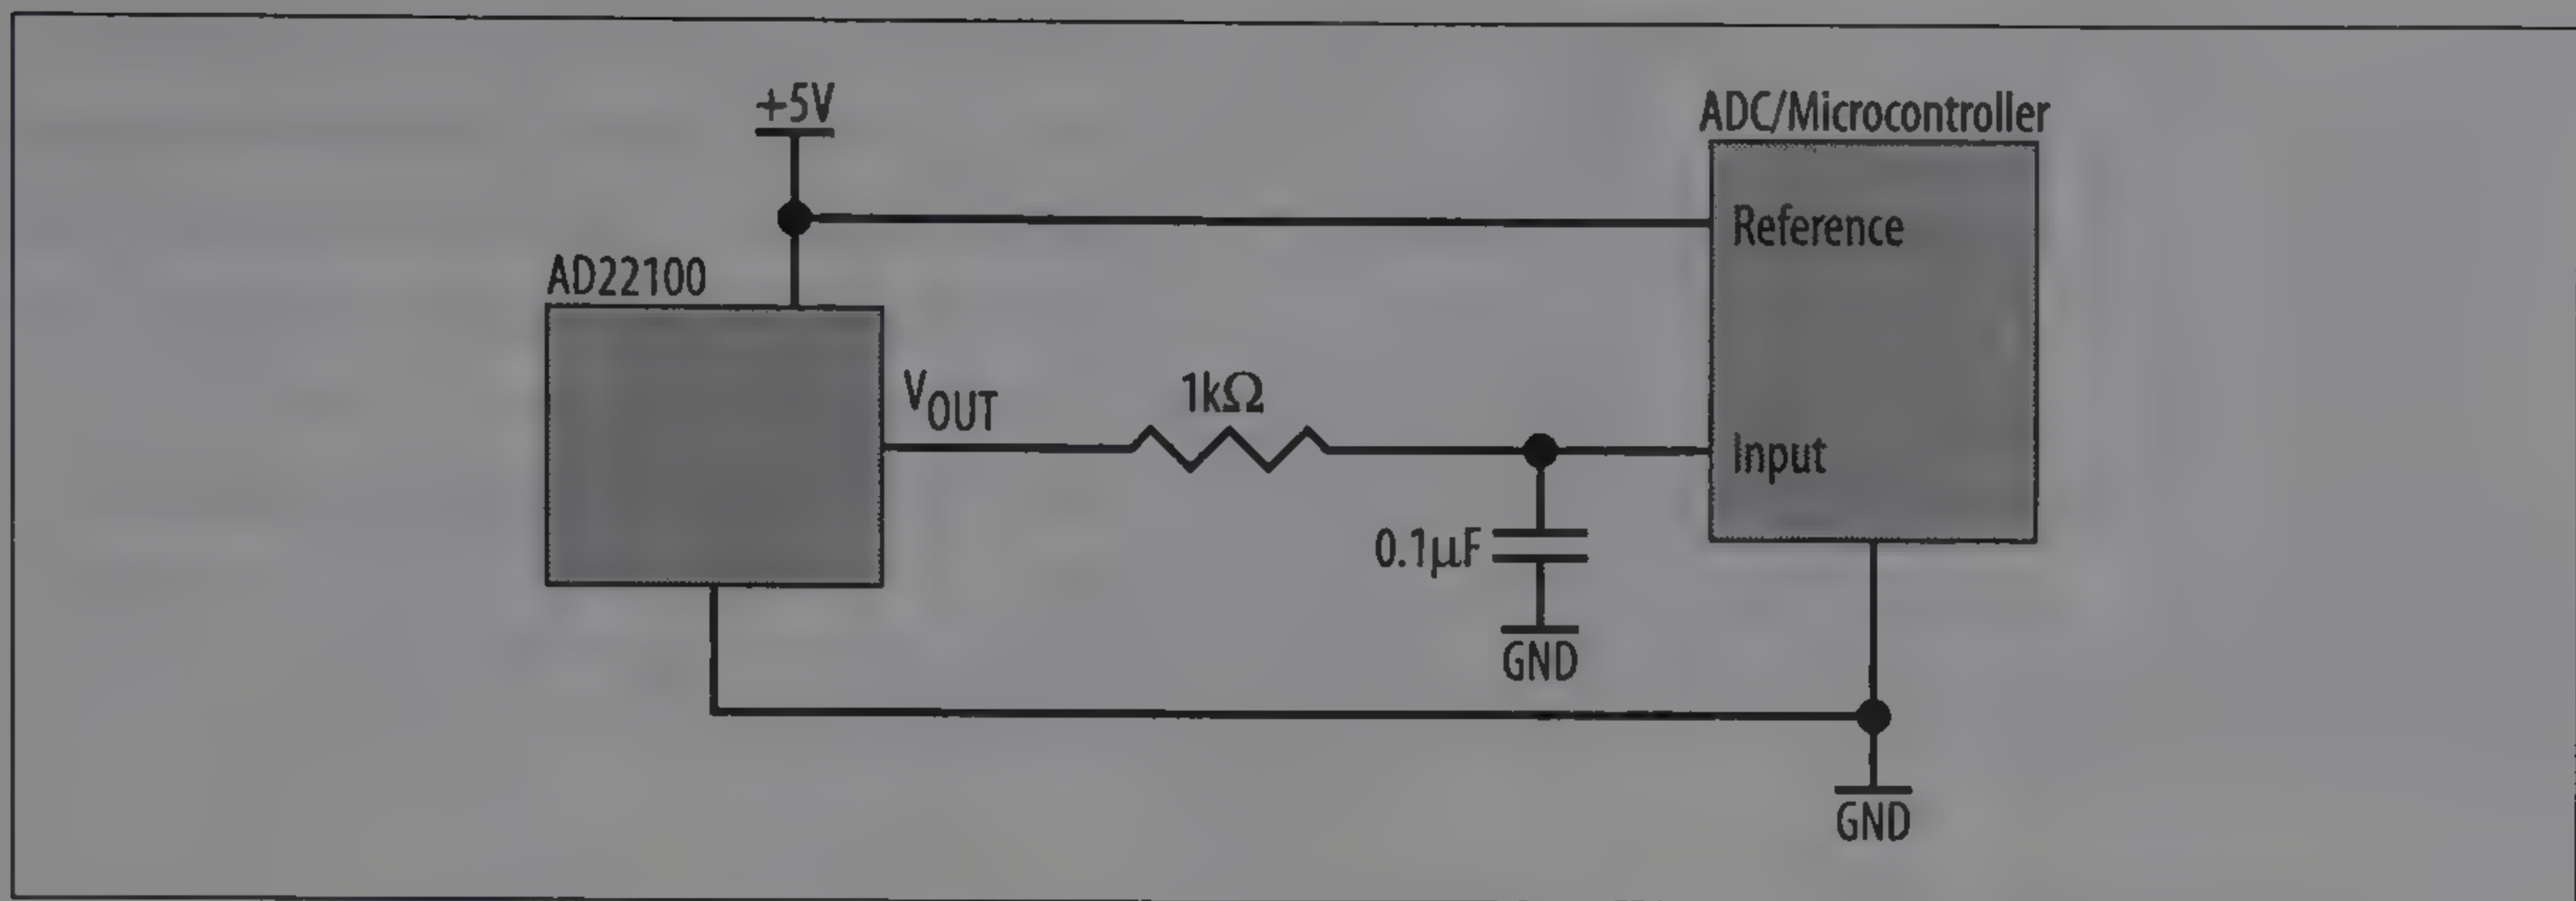 +5V
ADC/Microcontroller
Reference
AD22100
VOUT
1kΩ
Input
0.1µF
GND
GND